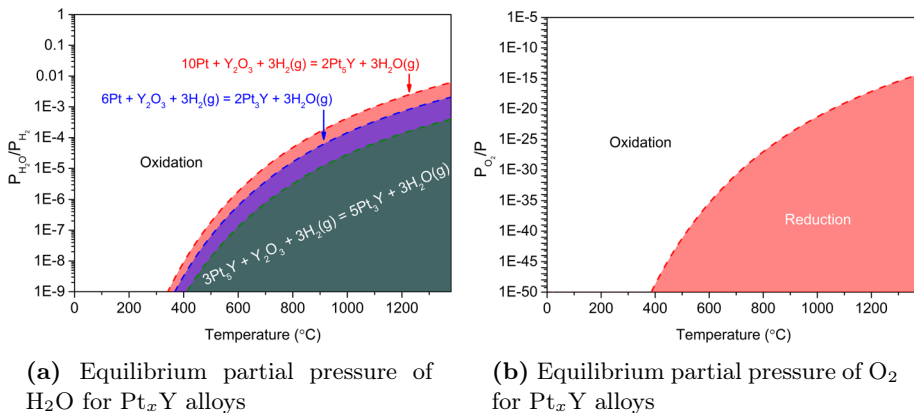 1
0.1
0.01
1E-3
1E-4
1E-5
1E-6
1E-7
1E-8
1E-9
P_H₂O/P_H₂
10Pt + Y₂O₃ + 3H₂(g) = 2Pt₅Y + 3H₂O(g)
6Pt + Y₂O₃ + 3H₂(g) = 2Pt₃Y + 3H₂O(g)
Oxidation
3Pt₅Y + Y₂O₃ + 3H₂(g) = 5Pt₃Y + 3H₂O(g)
0 200 400 600 800 1000 1200
Temperature (°C)
(a) Equilibrium partial pressure of
H₂O for PtₓY alloys
1E-5
1E-10
1E-15
1E-20
1E-25
1E-30
1E-35
1E-40
1E-45
1E-50
P_O₂/P
Oxidation
Reduction
0 200 400 600 800 1000 1200
Temperature (°C)
(b) Equilibrium partial pressure of O₂
for PtₓY alloys